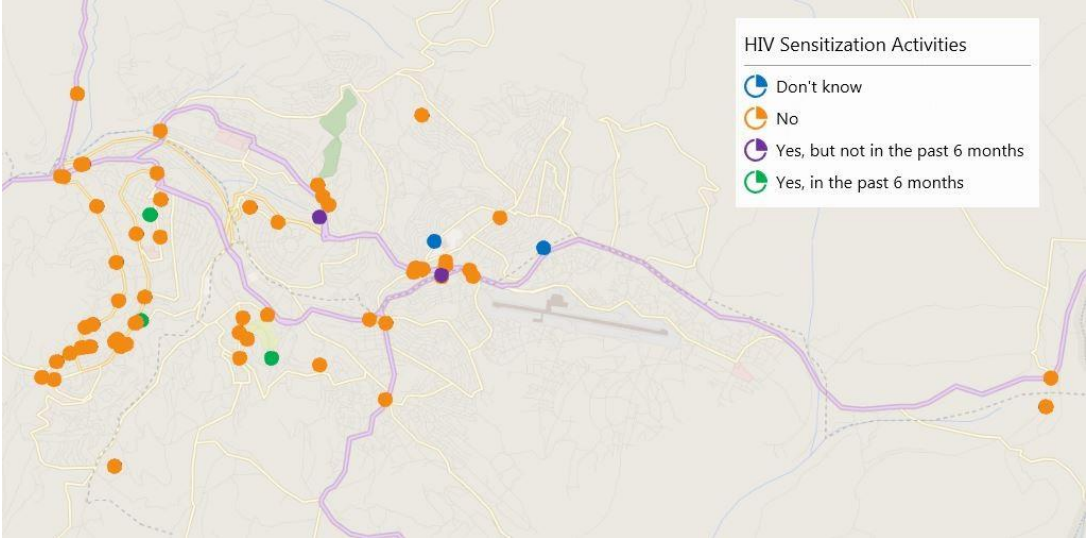 HIV Sensitization Activities
Don't know
No
Yes, but not in the past 6 months
Yes, in the past 6 months